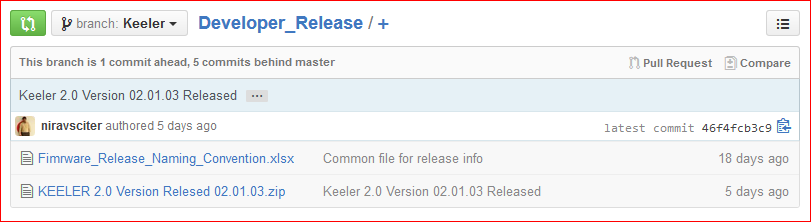 branch: Keeler Developer_Release / +
This branch is 1 commit ahead, 5 commits behind master Pull Request Compare
Keeler 2.0 Version 02.01.03 Released ...
niravsciter authored 5 days ago latest commit 46f4fcb3c9
Fimrware_Release_Naming_Convention.xlsx Common file for release info 18 days ago
KEELER 2.0 Version Relesed 02.01.03.zip Keeler 2.0 Version 02.01.03 Released 5 days ago